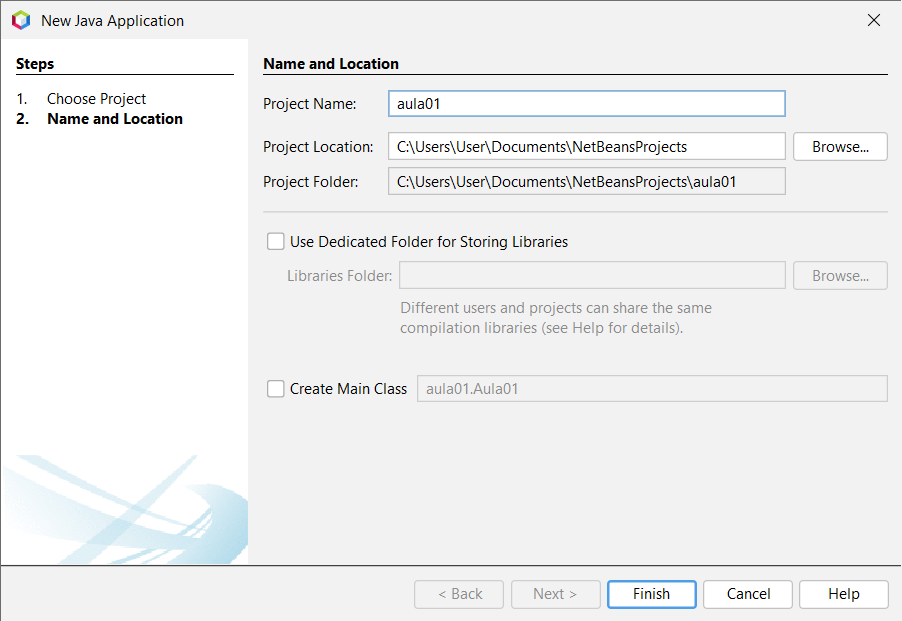 New Java Application
Steps
1. Choose Project
2. Name and Location
Name and Location
Project Name: aula01
Project Location: C:\Users\User\Documents\NetBeansProjects Browse...
Project Folder: C:\Users\User\Documents\NetBeansProjects\aula01
Use Dedicated Folder for Storing Libraries
Libraries Folder: Browse...
Different users and projects can share the same
compilation libraries (see Help for details).
Create Main Class aula01.Aula01
< Back Next > Finish Cancel Help